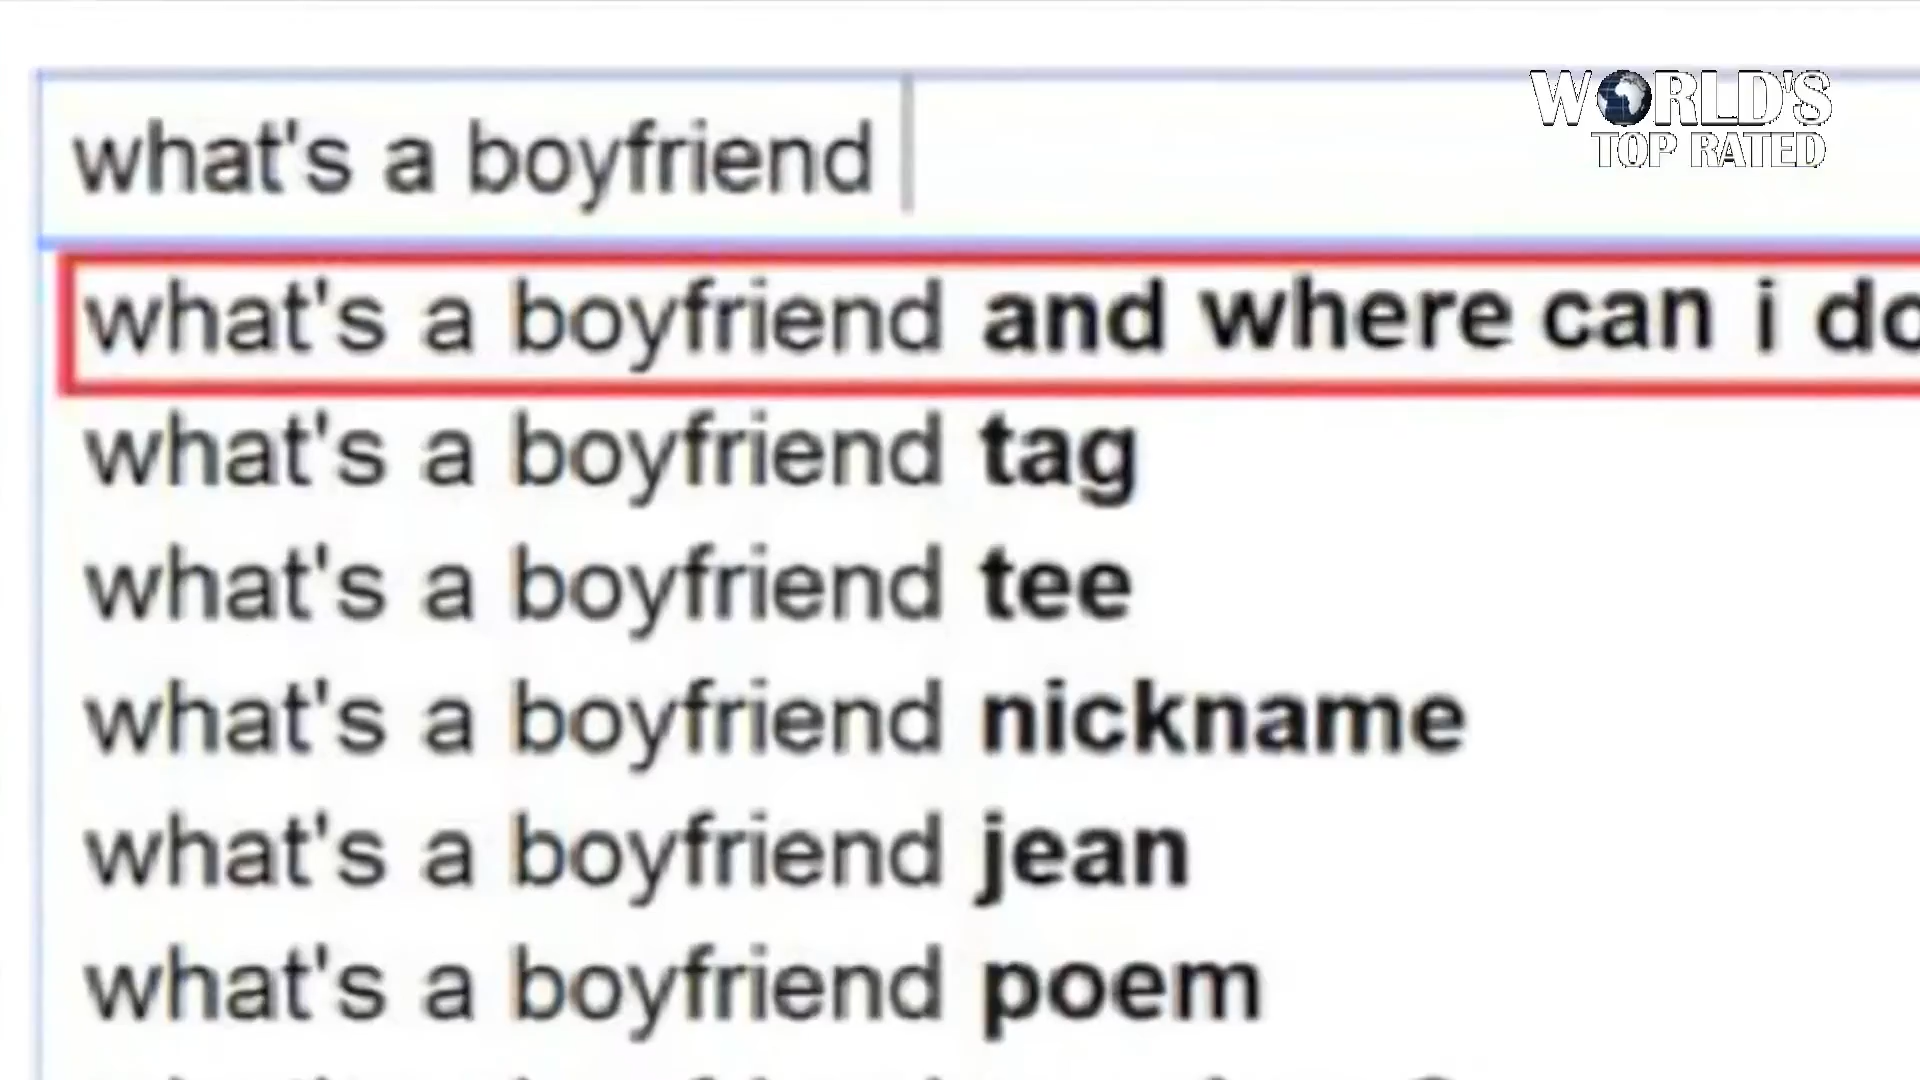 what's a boyfriend
WORLD'S
TOP RATED
what's a boyfriend and where can i do
what's a boyfriend tag
what's a boyfriend tee
what's a boyfriend nickname
what's a boyfriend jean
what's a boyfriend poem